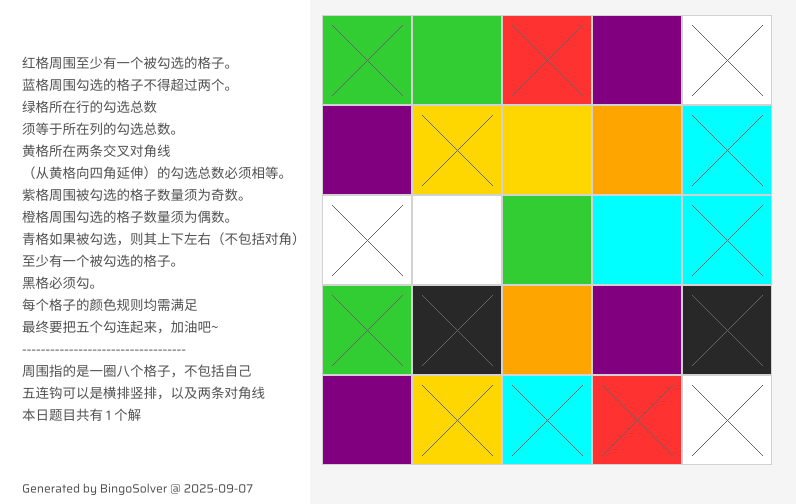 红格周围至少有一个被勾选的格子。
蓝格周围勾选的格子不得超过两个。
绿格所在行的勾选总数
须等于所在列的勾选总数。
黄格所在两条交叉对角线
（从黄格向四角延伸）的勾选总数必须相等。
紫格周围被勾选的格子数量须为奇数。
橙格周围勾选的格子数量须为偶数。
青格如果被勾选，则其上下左右（不包括对角）
至少有一个被勾选的格子。
黑格必须勾。
每个格子的颜色规则均需满足
最终要把五个勾连起来，加油吧~
-----------------------------------
周围指的是一圈八个格子，不包括自己
五连钩可以是横排竖排，以及两条对角线
本日题目共有1个解
Generated by BingoSolver @ 2025-09-07